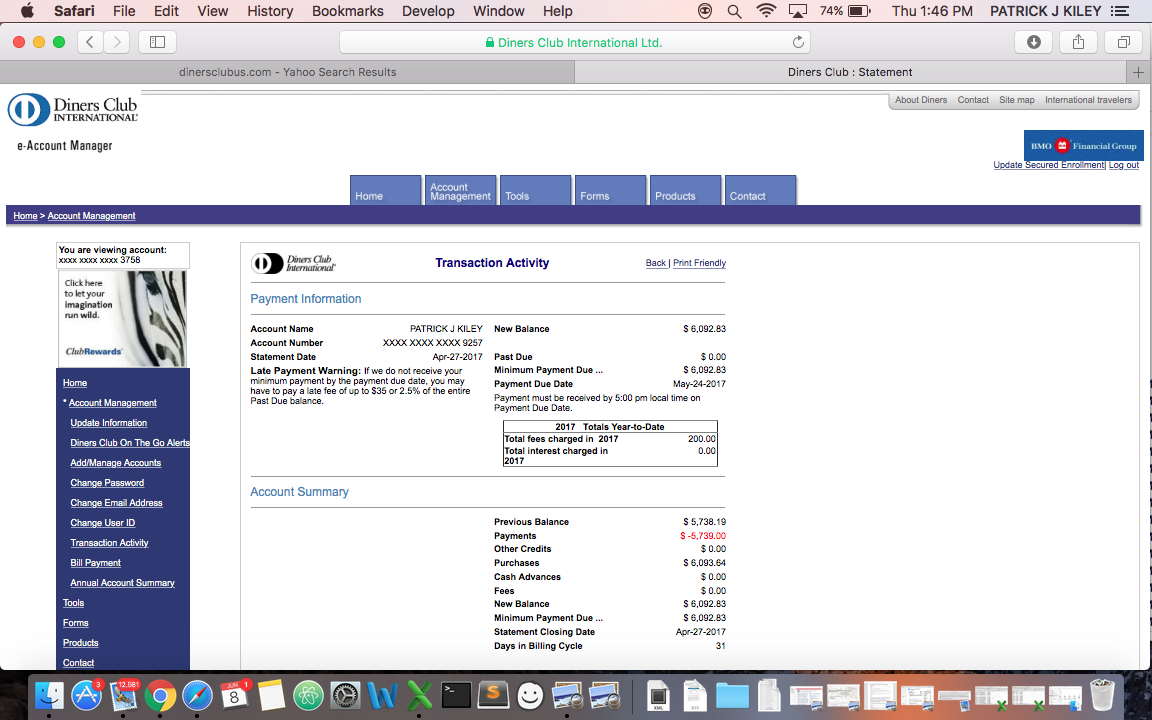 Safari File Edit View History Bookmarks Develop Window Help 74% Thu 1:46 PM PATRICK J KILEY
Diners Club International Ltd.
dinersclubus.com - Yahoo Search Results
Diners Club : Statement
Diners Club
INTERNATIONAL
e-Account Manager
About Diners Contact Site map International travelers
BMO Financial Group
Update Secured Enrollment| Log out
Home
Account
Management
Tools
Forms
Products
Contact
Home > Account Management
You are viewing account:
xxxx xxxx xxxx 3758
Click here
to let your
imagination
run wild.
ClubRewards
Home
* Account Management
Update Information
Diners Club On The Go Alerts
Add/Manage Accounts
Change Password
Change Email Address
Change User ID
Transaction Activity
Bill Payment
Annual Account Summary
Tools
Forms
Products
Contact
Diners Club
International
Transaction Activity
Back | Print Friendly
Payment Information
Account Name PATRICK J KILEY
Account Number XXXX XXXX XXXX 9257
Statement Date Apr-27-2017
Late Payment Warning: If we do not receive your
minimum payment by the payment due date, you may
have to pay a late fee of up to $35 or 2.5% of the entire
Past Due balance.
New Balance $ 6,092.83
Past Due $ 0.00
Minimum Payment Due ... $ 6,092.83
Payment Due Date May-24-2017
Payment must be received by 5:00 pm local time on
Payment Due Date.
2017 Totals Year-to-Date
Total fees charged in 2017 200.00
Total interest charged in 0.00
2017
Account Summary
Previous Balance $ 5,738.19
Payments $ -5,739.00
Other Credits $ 0.00
Purchases $ 6,093.64
Cash Advances $ 0.00
Fees $ 0.00
New Balance $ 6,092.83
Minimum Payment Due ... $ 6,092.83
Statement Closing Date Apr-27-2017
Days in Billing Cycle 31
3
12,561
JUN
8
1
XML